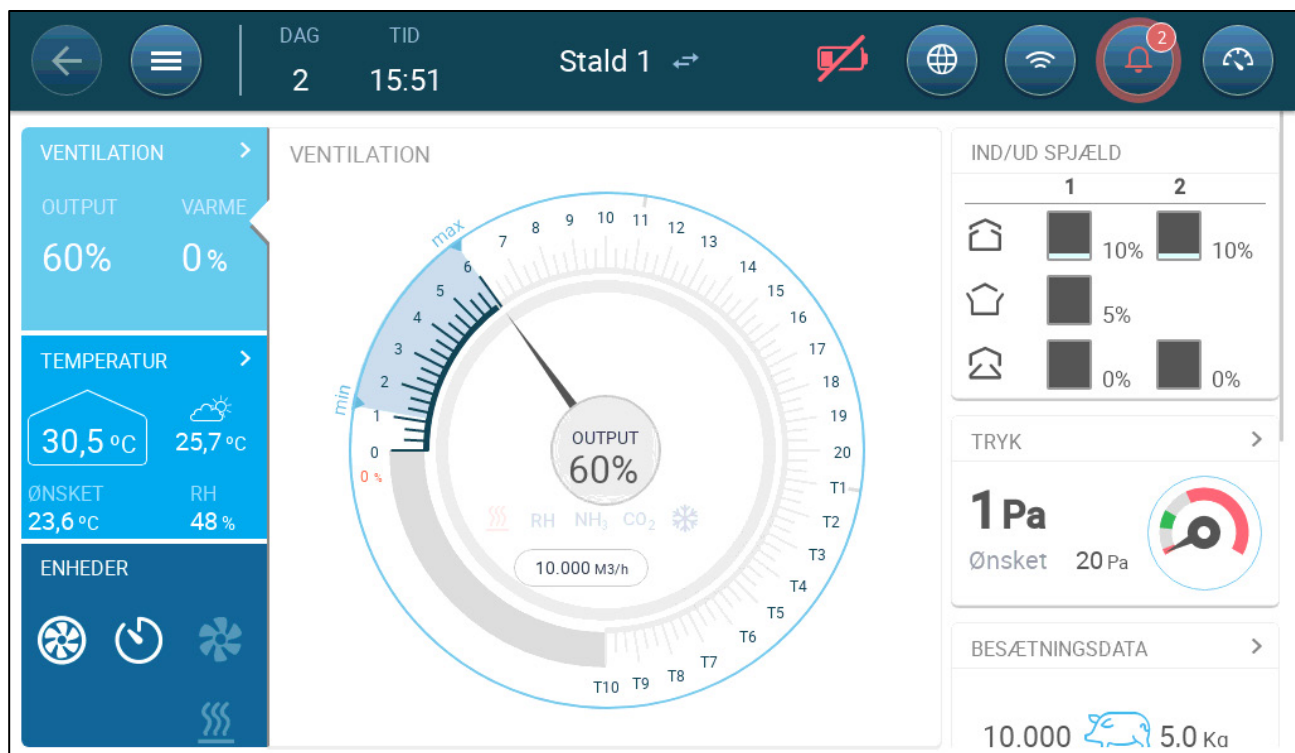 DAG TID
2 15:51
Stald 1
2
VENTILATION
OUTPUT VARME
60% 0 %
TEMPERATUR
30,5 °C 25,7 °C
ØNSKET RH
23,6 °C 48 %
ENHEDER
VENTILATION
min
max
0 %
0
1
2
3
4
5
6
7
8
9
10
11
12
13
14
15
16
17
18
19
20
T1
T2
T3
T4
T5
T6
T7
T8
T9
T10
OUTPUT
60%
RH NH₃ CO₂
10.000 M3/h
IND/UD SPJÆLD
1 2
10% 10%
5%
0% 0%
TRYK
1 Pa
Ønsket 20 Pa
BESÆTNINGSDATA
10.000 5,0 Kg